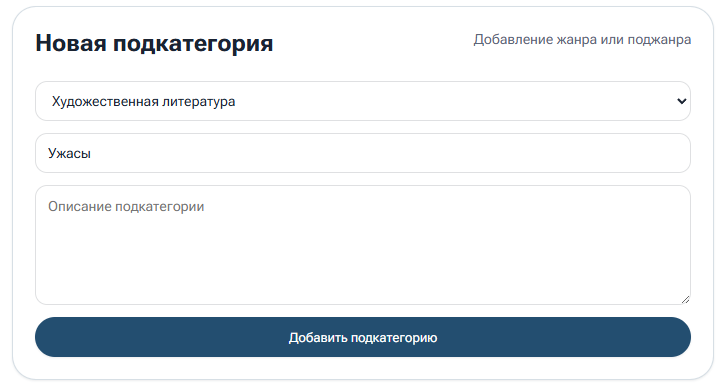 Новая подкатегория
Добавление жанра или поджанра
Художественная литература
Ужасы
Описание подкатегории
Добавить подкатегорию